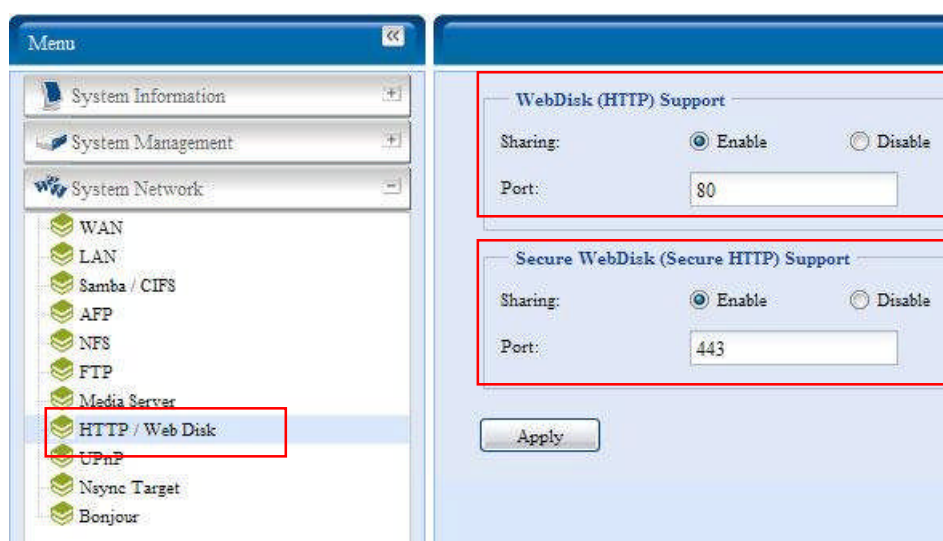 Menu
System Information
System Management
System Network
WAN
LAN
Samba / CIFS
AFP
NFS
FTP
Media Server
HTTP / Web Disk
UPnP
Nsync Target
Bonjour
WebDisk (HTTP) Support
Sharing: Enable Disable
Port: 80
Secure WebDisk (Secure HTTP) Support
Sharing: Enable Disable
Port: 443
Apply